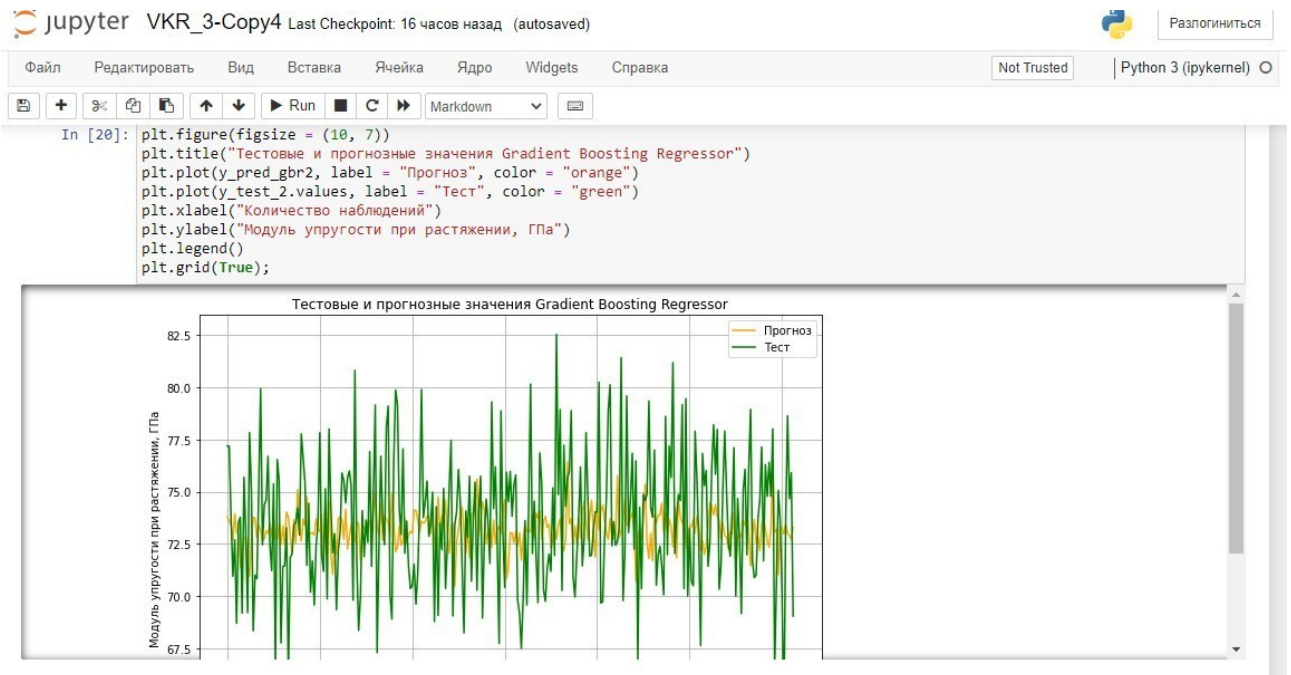 jupyter VKR_3-Copy4 Last Checkpoint: 16 часов назад (autosaved)
Разлогиниться
Файл Редактировать Вид Вставка Ячейка Ядро Widgets Справка
Not Trusted
Python 3 (ipykernel)
Run
Markdown
In [20]: plt.figure(figsize = (10, 7))
plt.title("Тестовые и прогнозные значения Gradient Boosting Regressor")
plt.plot(y_pred_gbr2, label = "Прогноз", color = "orange")
plt.plot(y_test_2.values, label = "Тест", color = "green")
plt.xlabel("Количество наблюдений")
plt.ylabel("Модуль упругости при растяжении, ГПа")
plt.legend()
plt.grid(True);
Тестовые и прогнозные значения Gradient Boosting Regressor
Прогноз
Тест
82.5
80.0
77.5
75.0
72.5
70.0
67.5
Модуль упругости при растяжении, ГПа